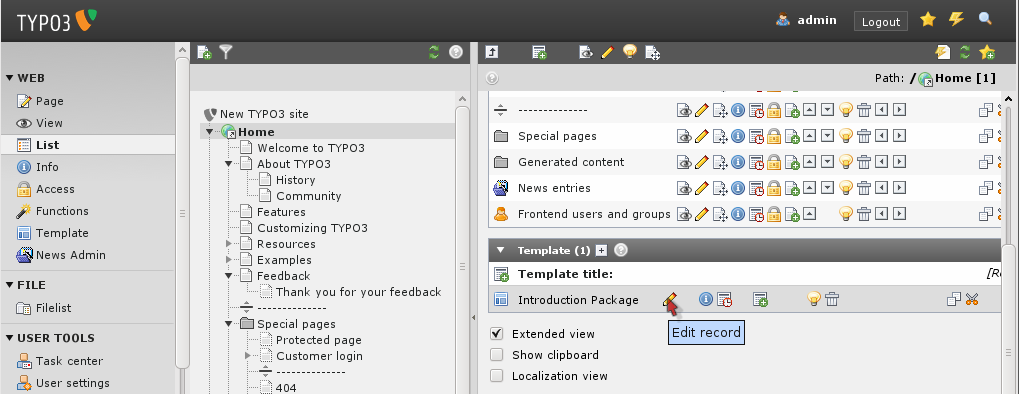 TYPO3
admin
Logout
Path: / Home [1]
WEB
Page
View
List
Info
Access
Functions
Template
News Admin
FILE
Filelist
USER TOOLS
Task center
User settings
New TYPO3 site
Home
Welcome to TYPO3
About TYPO3
History
Community
Features
Customizing TYPO3
Resources
Examples
Feedback
Thank you for your feedback
--------------
Special pages
Protected page
Customer login
--------------
404
--------------
Special pages
Generated content
News entries
Frontend users and groups
Template (1)
Template title:
Introduction Package
Edit record
Extended view
Show clipboard
Localization view